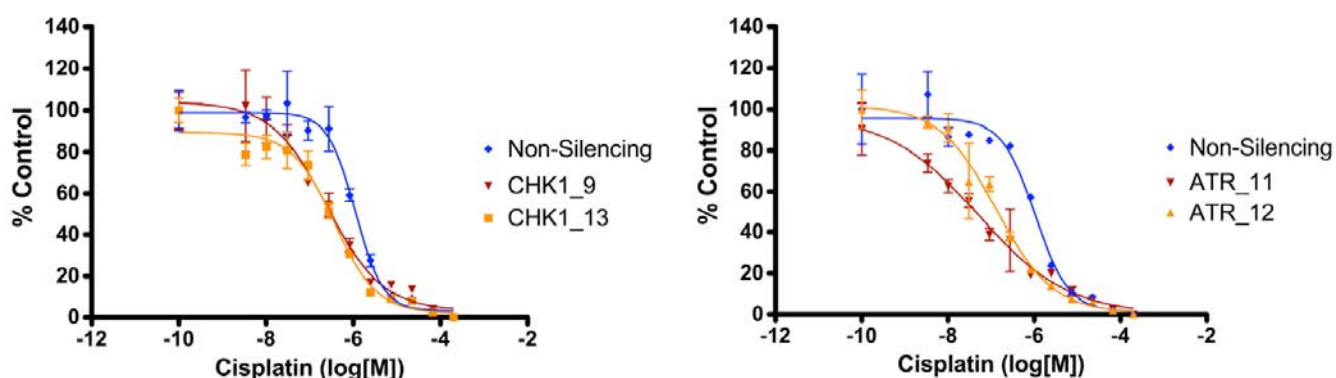 140
120
100
80
60
40
20
0
% Control
-12 -10 -8 -6 -4 -2
Cisplatin (log[M])
Non-Silencing
CHK1_9
CHK1_13
140
120
100
80
60
40
20
0
% Control
-12 -10 -8 -6 -4 -2
Cisplatin (log[M])
Non-Silencing
ATR_11
ATR_12